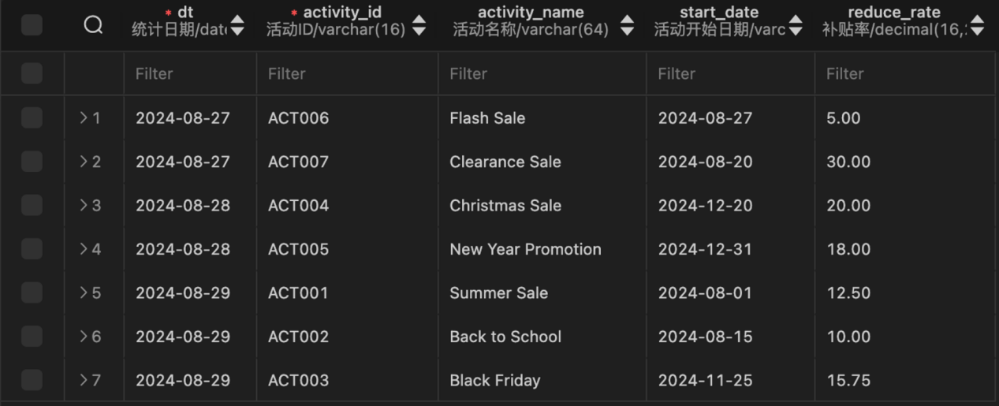 * dt * activity_id activity_name start_date reduce_rate
统计日期/date 活动ID/varchar(16) 活动名称/varchar(64) 活动开始日期/varc 补贴率/decimal(16,
Filter Filter Filter Filter Filter
1 2024-08-27 ACT006 Flash Sale 2024-08-27 5.00
2 2024-08-27 ACT007 Clearance Sale 2024-08-20 30.00
3 2024-08-28 ACT004 Christmas Sale 2024-12-20 20.00
4 2024-08-28 ACT005 New Year Promotion 2024-12-31 18.00
5 2024-08-29 ACT001 Summer Sale 2024-08-01 12.50
6 2024-08-29 ACT002 Back to School 2024-08-15 10.00
7 2024-08-29 ACT003 Black Friday 2024-11-25 15.75